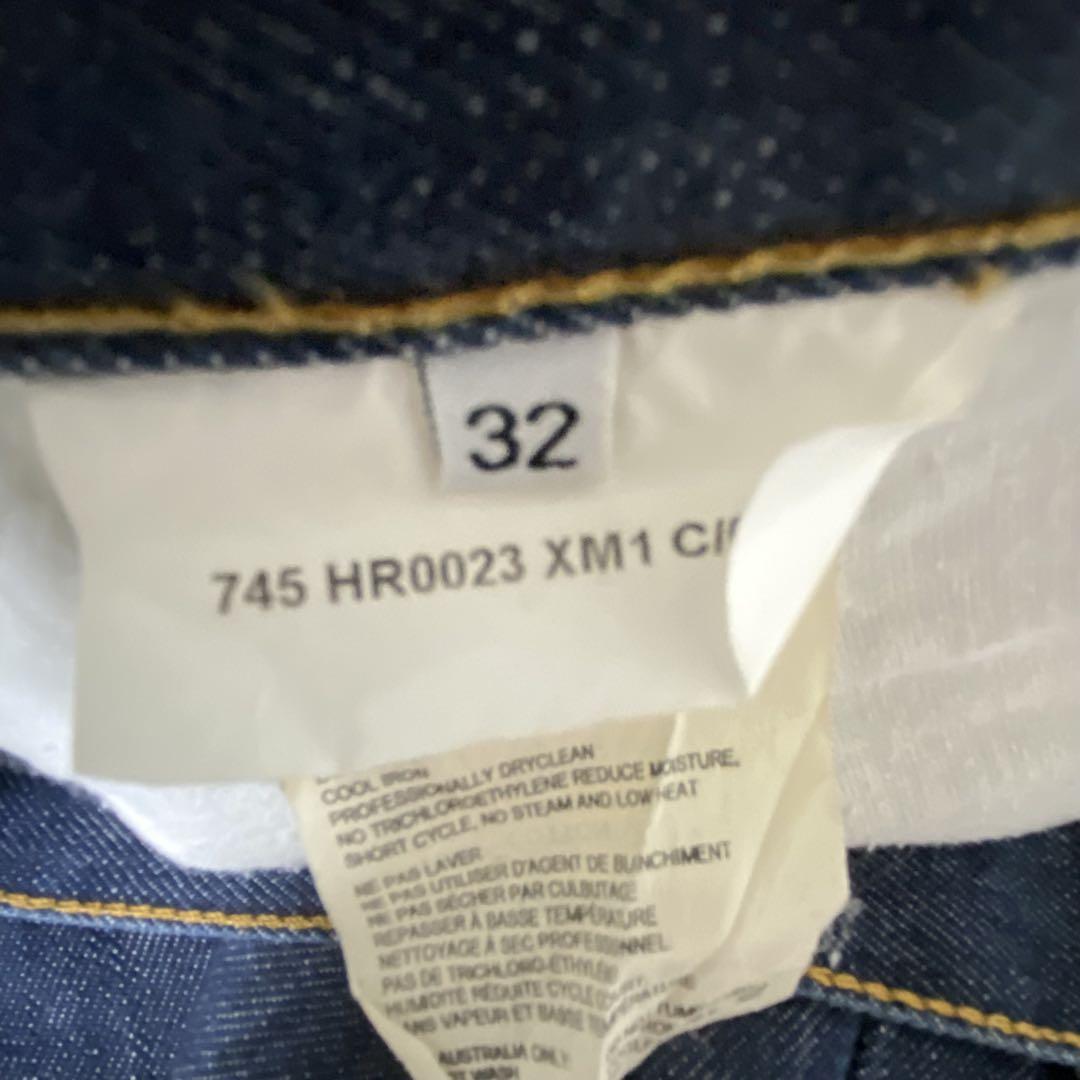 32
745 HR0023 XM1 C/
COOL IRON
PROFESSIONALLY DRYCLEAN
NO TRICHLOROETHYLENE REDUCE MOISTURE,
SHORT CYCLE, NO STEAM AND LOW HEAT
NE PAS LAVER
NE PAS UTILISER D'AGENT DE BLANCHIMENT
NE PAS SÉCHER PAR CULBUTAGE
REPASSER À BASSE TEMPÉRATURE
NETTOYAGE À SEC PROFESSIONNEL
PAS DE TRICHLORO-ÉTHYLÈNE
HUMIDITÉ RÉDUITE CYCLE
SANS VAPEUR ET BASSE
AUSTRALIA ONLY
WASH